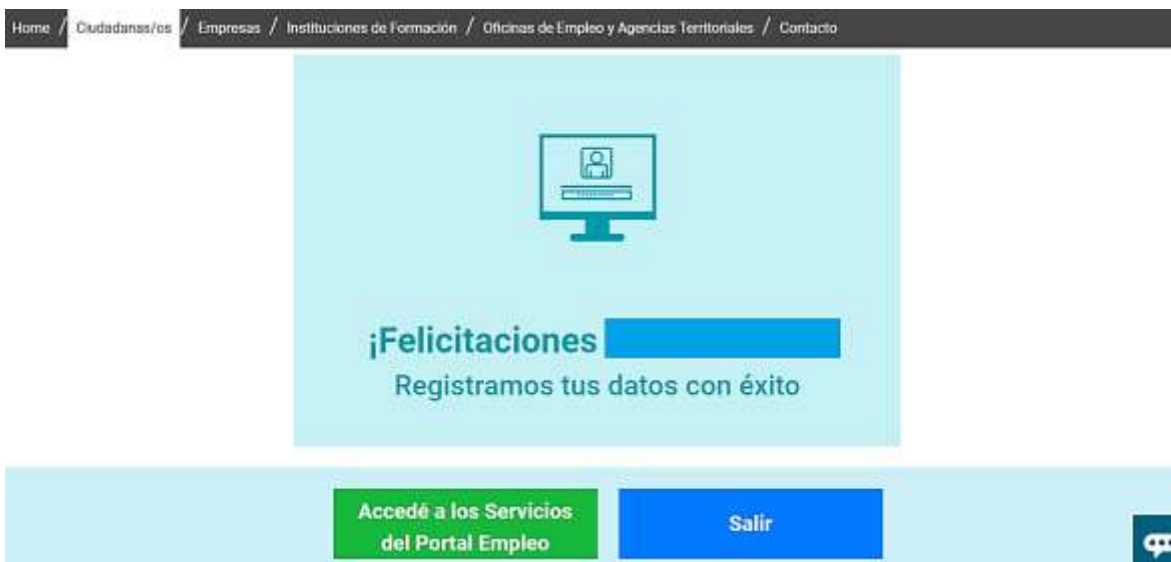 Home / Ciudadanas/os / Empresas / Instituciones de Formación / Oficinas de Empleo y Agencias Territoriales / Contacto
¡Felicitaciones
Registramos tus datos con éxito
Accedé a los Servicios
del Portal Empleo
Salir